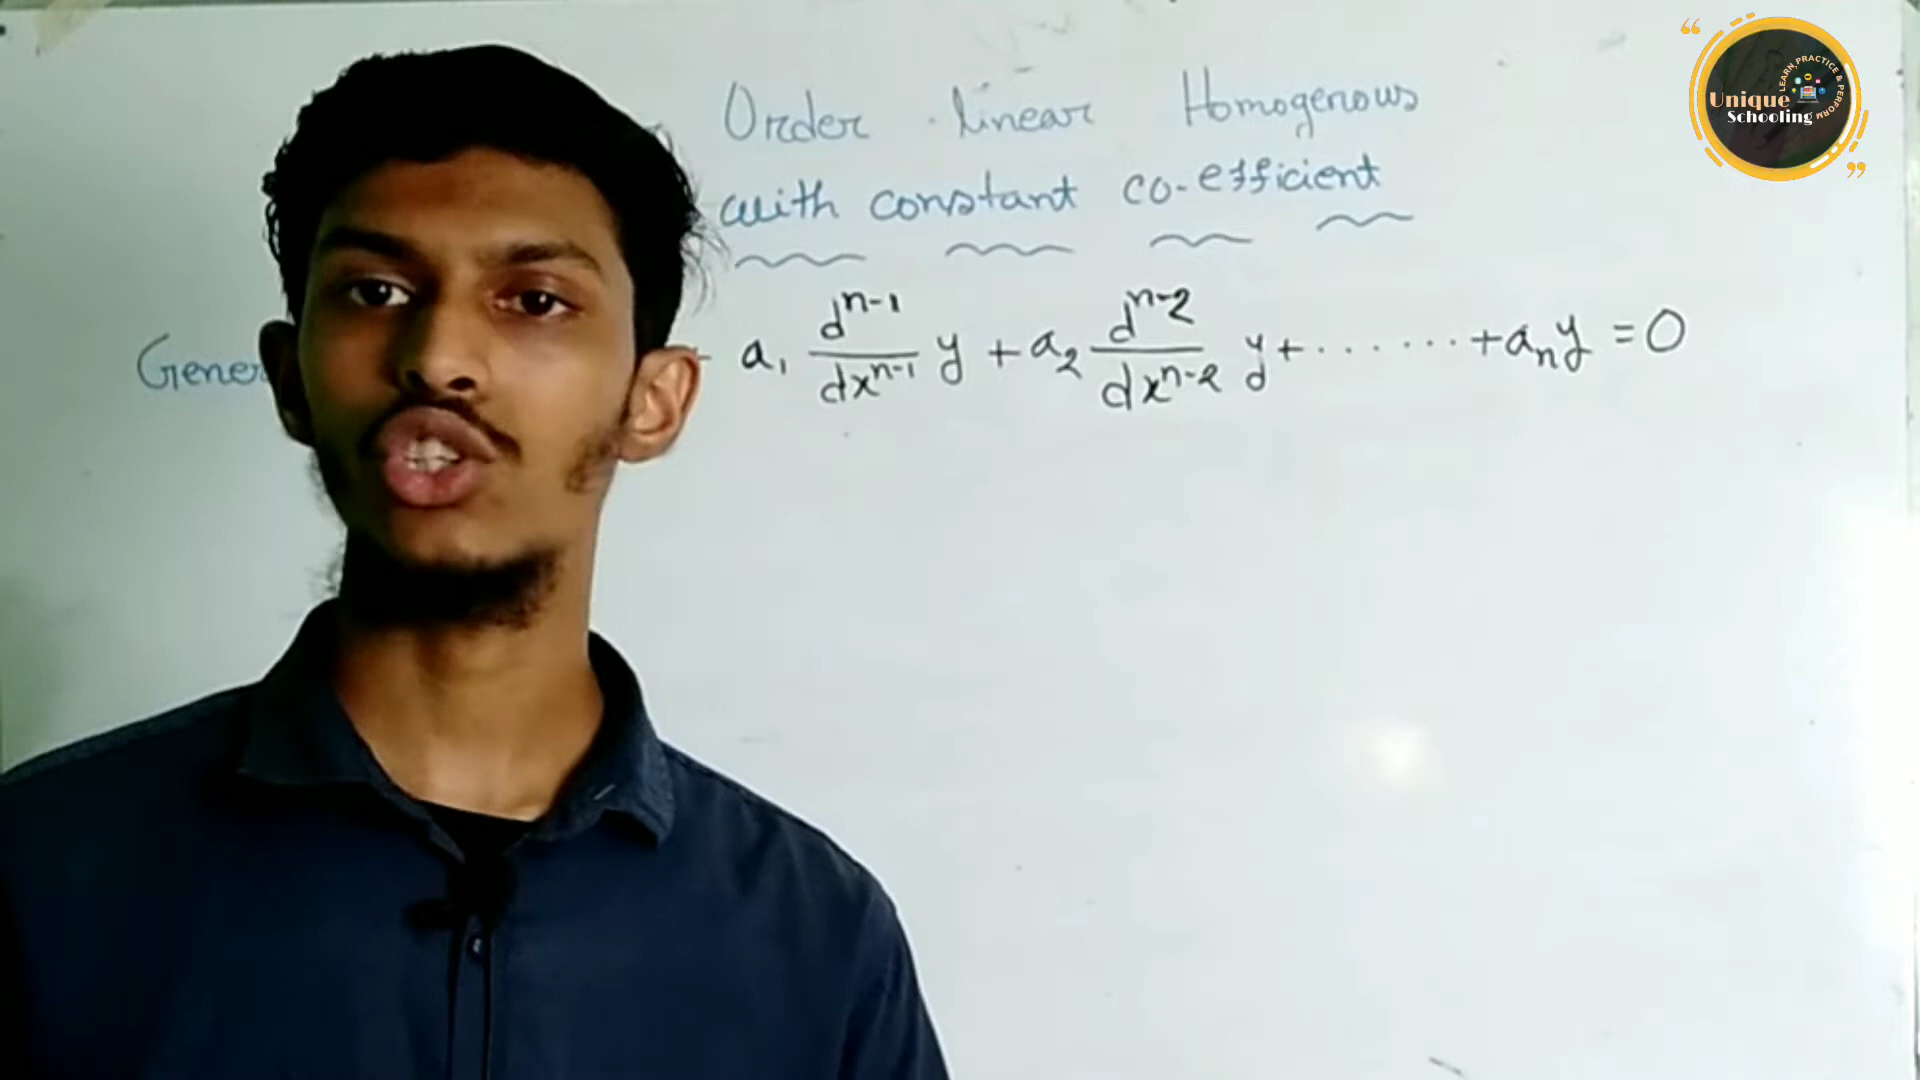 Order linear Homogenous
with constant co-efficient
a₁ dⁿ⁻¹/dxⁿ⁻¹ y + a₂ dⁿ⁻²/dxⁿ⁻² y + ....... + aₙy = 0
“
Unique
Schooling
LEARN, PRACTICE & PERFORM
”